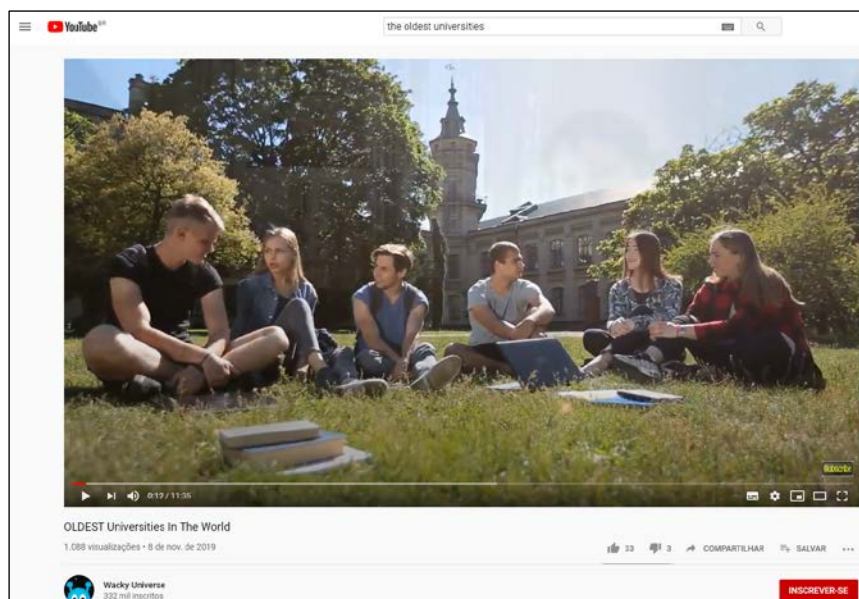 YouTube BR
the oldest universities
Subscribe
0:12 / 11:35
OLDEST Universities In The World
1.088 visualizações • 8 de nov. de 2019
33 3 COMPARTILHAR SALVAR
Wacky Universe
332 mil inscritos
INSCREVER-SE